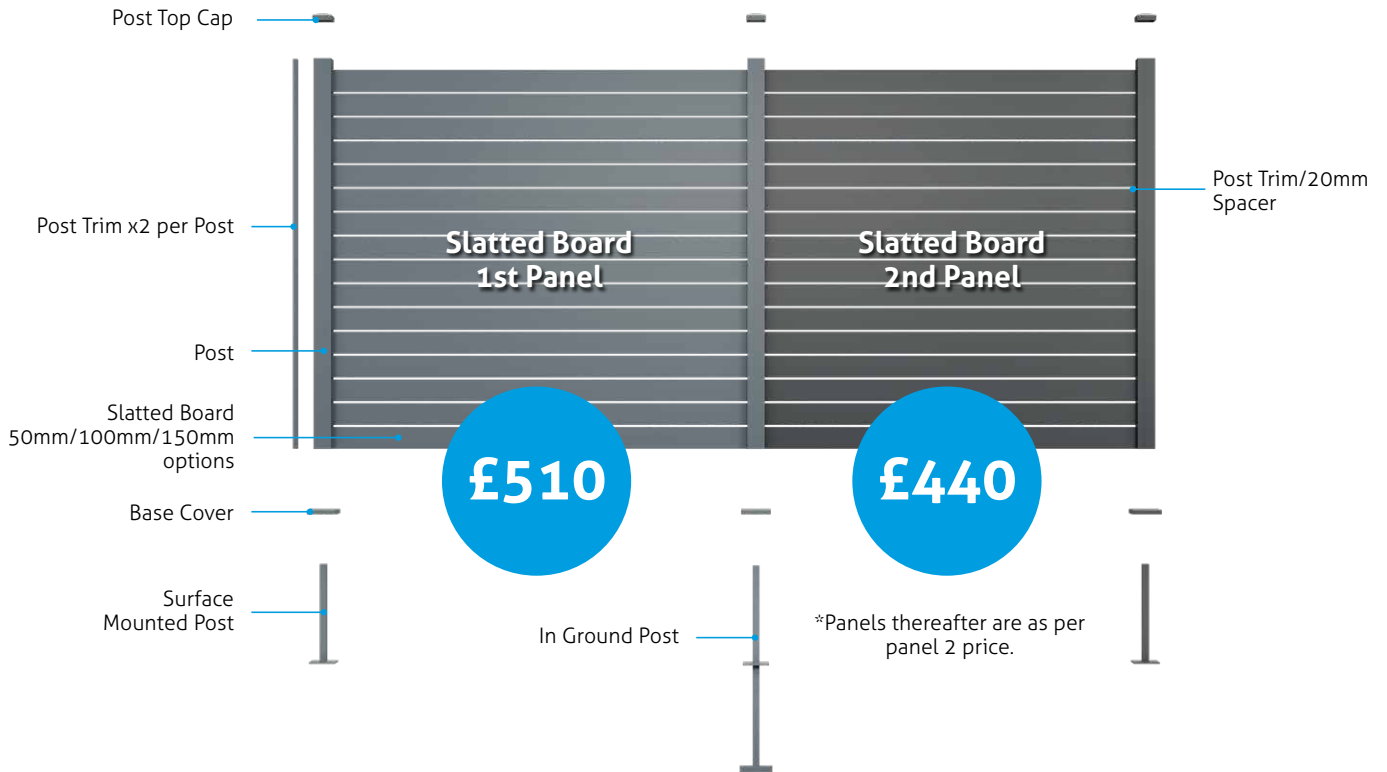 Post Top Cap
Post Trim x2 per Post
Post Trim/20mm
Spacer
Slatted Board
1st Panel
Slatted Board
2nd Panel
Post
Slatted Board
50mm/100mm/150mm
options
£510
£440
Base Cover
Surface
Mounted Post
In Ground Post
*Panels thereafter are as per
panel 2 price.